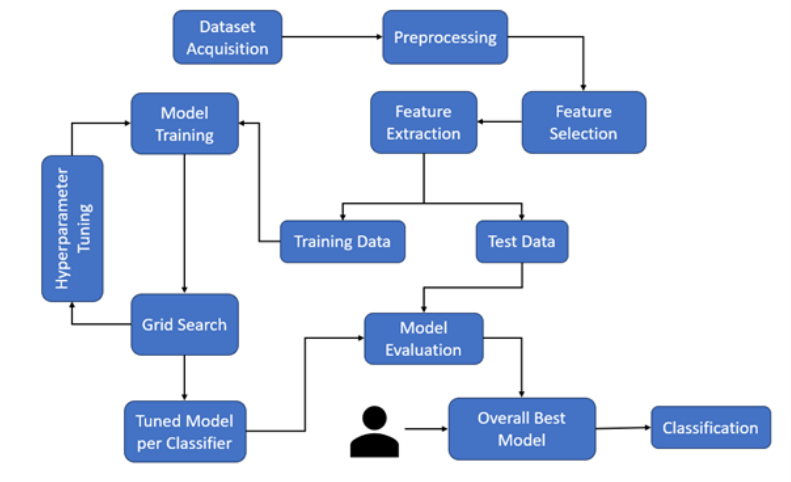 Dataset
Acquisition
Preprocessing
Feature
Selection
Feature
Extraction
Model
Training
Hyperparameter
Tuning
Training Data
Test Data
Grid Search
Model
Evaluation
Tuned Model
per Classifier
Overall Best
Model
Classification